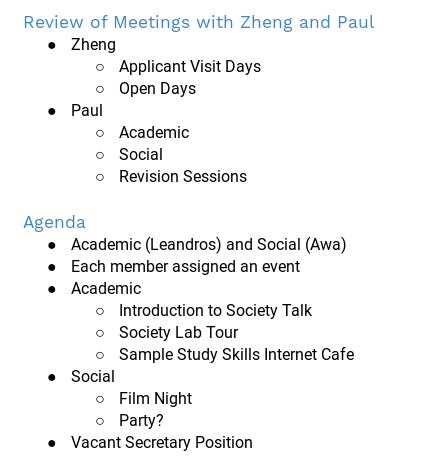 Review of Meetings with Zheng and Paul
● Zheng
○ Applicant Visit Days
○ Open Days
● Paul
○ Academic
○ Social
○ Revision Sessions
Agenda
● Academic (Leandros) and Social (Awa)
● Each member assigned an event
● Academic
○ Introduction to Society Talk
○ Society Lab Tour
○ Sample Study Skills Internet Cafe
● Social
○ Film Night
○ Party?
● Vacant Secretary Position